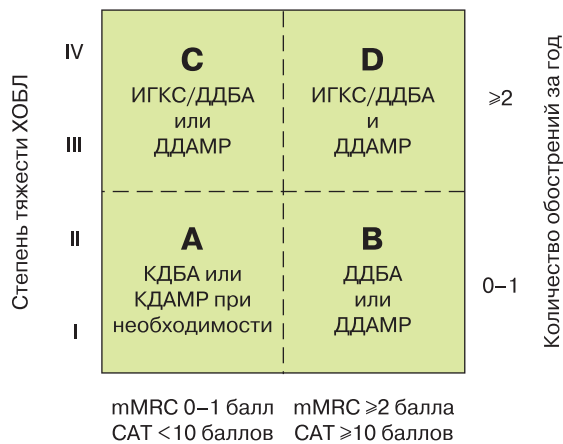 Степень тяжести ХОБЛ
IV
III
II
I
C
ИГКС/ДДБА
или
ДДАМР
D
ИГКС/ДДБА
и
ДДАМР
A
КДБА или
КДАМР при
необходимости
B
ДДБА
или
ДДАМР
≥2
0–1
Количество обострений за год
mMRC 0–1 балл
CAT <10 баллов
mMRC ≥2 балла
CAT ≥10 баллов